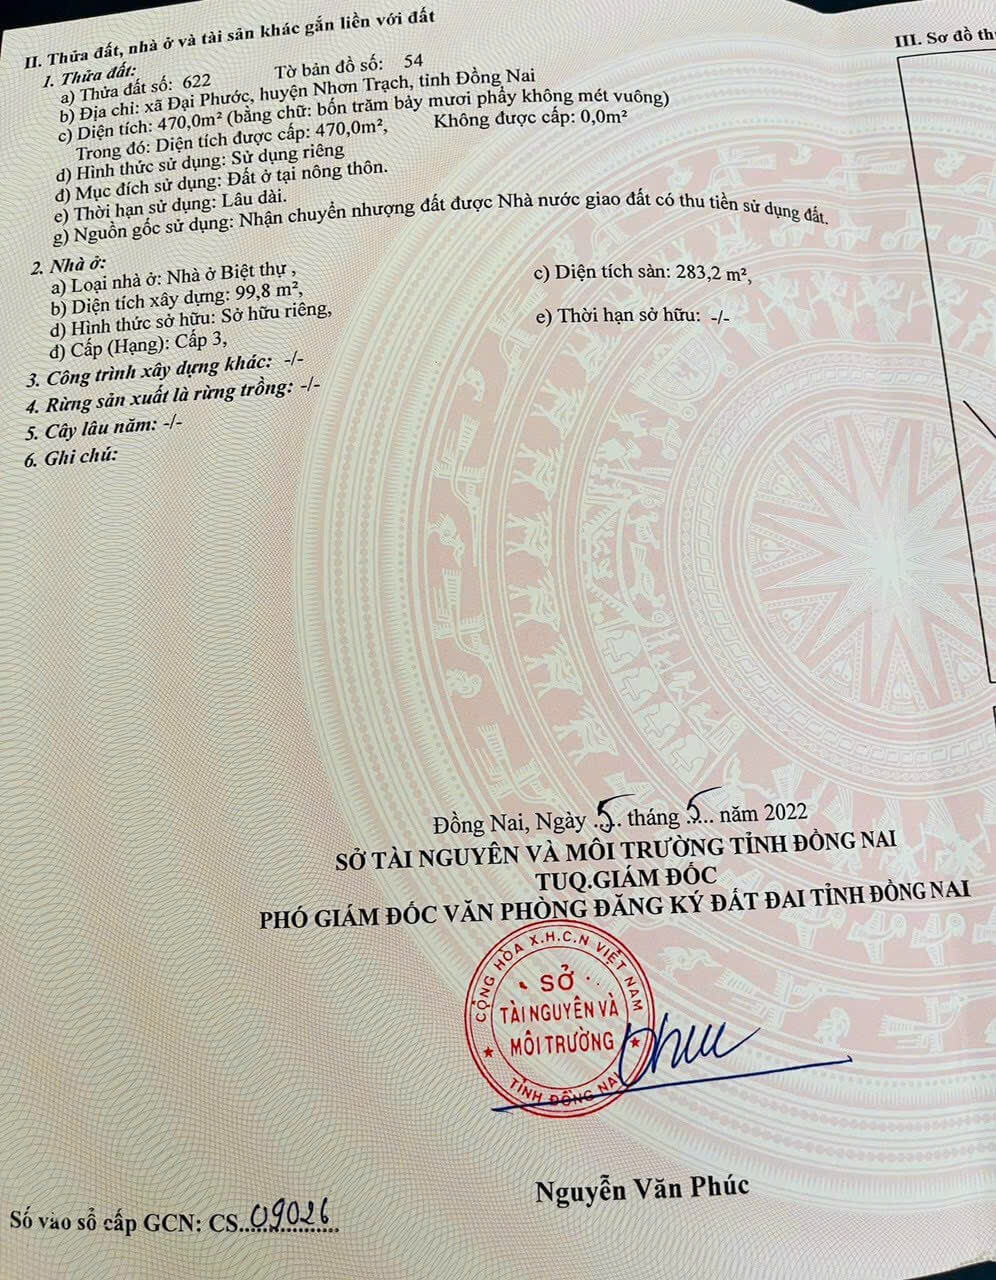 II. Thửa đất, nhà ở và tài sản khác gắn liền với đất
1. Thửa đất:
a) Thửa đất số: 622 Tờ bản đồ số: 54
b) Địa chỉ: xã Đại Phước, huyện Nhơn Trạch, tỉnh Đồng Nai
c) Diện tích: 470,0m² (bằng chữ: bốn trăm bảy mươi phẩy không mét vuông)
Trong đó: Diện tích được cấp: 470,0m², Không được cấp: 0,0m²
d) Hình thức sử dụng: Sử dụng riêng
đ) Mục đích sử dụng: Đất ở tại nông thôn.
e) Thời hạn sử dụng: Lâu dài.
g) Nguồn gốc sử dụng: Nhận chuyển nhượng đất được Nhà nước giao đất có thu tiền sử dụng đất.
2. Nhà ở:
a) Loại nhà ở: Nhà ở Biệt thự ,
b) Diện tích xây dựng: 99,8 m², c) Diện tích sàn: 283,2 m²,
d) Hình thức sở hữu: Sở hữu riêng, e) Thời hạn sở hữu: -/-
đ) Cấp (Hạng): Cấp 3,
3. Công trình xây dựng khác: -/-
4. Rừng sản xuất là rừng trồng: -/-
5. Cây lâu năm: -/-
6. Ghi chú:
III. Sơ đồ
Đồng Nai, Ngày 5 tháng 5 năm 2022
SỞ TÀI NGUYÊN VÀ MÔI TRƯỜNG TỈNH ĐỒNG NAI
TUQ.GIÁM ĐỐC
PHÓ GIÁM ĐỐC VĂN PHÒNG ĐĂNG KÝ ĐẤT ĐAI TỈNH ĐỒNG NAI
CỘNG HÒA X.H.C.N VIỆT NAM
SỞ
TÀI NGUYÊN VÀ
MÔI TRƯỜNG
TỈNH ĐỒNG NAI
Nguyễn Văn Phúc
Số vào sổ cấp GCN: CS 09026